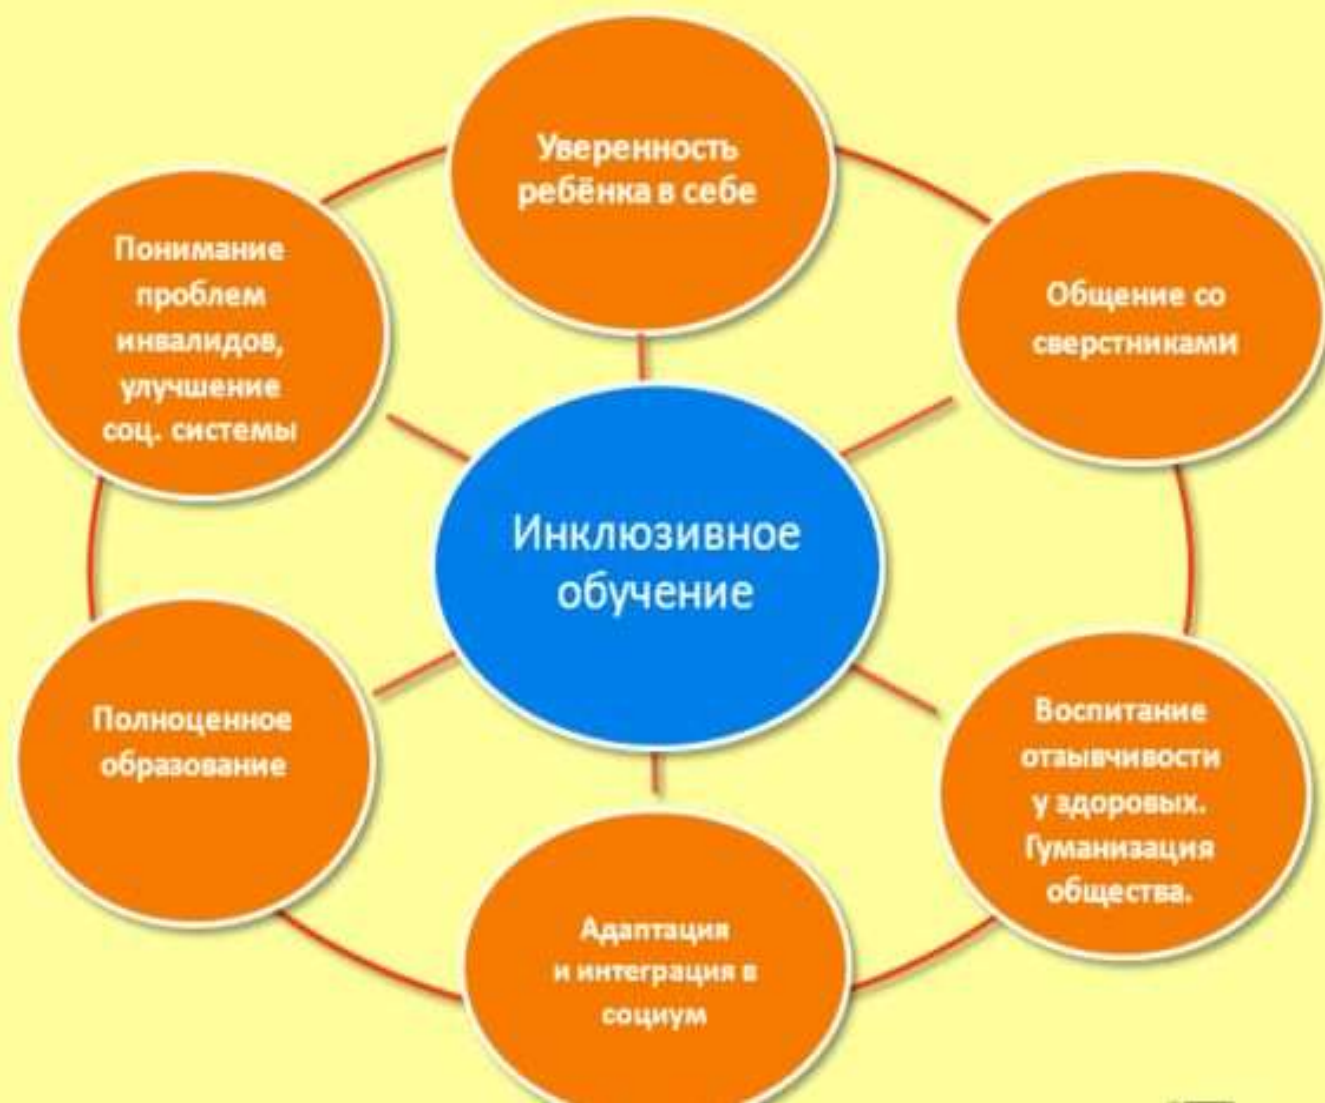 Уверенность
ребёнка в себе
Общение со
сверстниками
Воспитание
отзывчивости
у здоровых.
Гуманизация
общества.
Адаптация
и интеграция в
социум
Полноценное
образование
Понимание
проблем
инвалидов,
улучшение
соц. системы
Инклюзивное
обучение